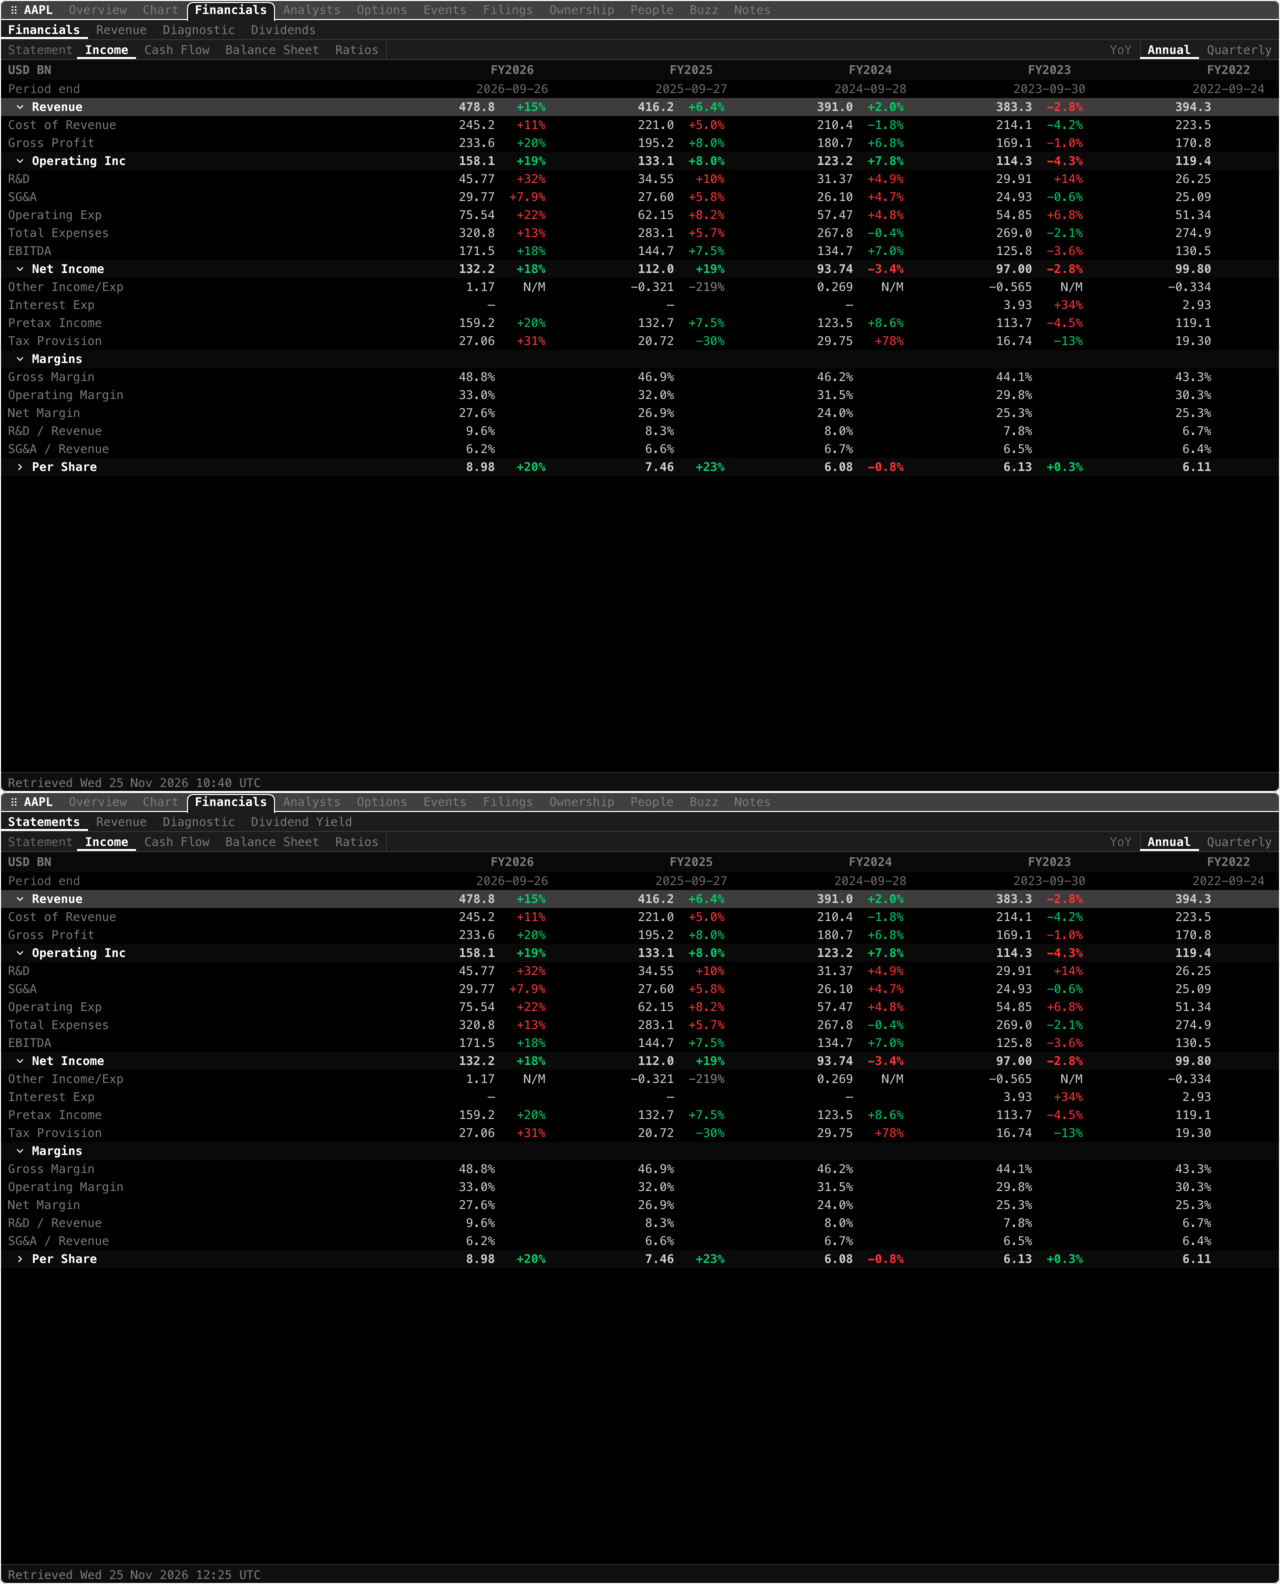 ⠿ AAPL Overview Chart Financials Analysts Options Events Filings Ownership People Buzz Notes
Financials Revenue Diagnostic Dividends
Statement Income Cash Flow Balance Sheet Ratios YoY Annual Quarterly
USD BN FY2026 FY2025 FY2024 FY2023 FY2022
Period end 2026-09-26 2025-09-27 2024-09-28 2023-09-30 2022-09-24
Revenue 478.8 +15% 416.2 +6.4% 391.0 +2.0% 383.3 −2.8% 394.3
Cost of Revenue 245.2 +11% 221.0 +5.0% 210.4 −1.8% 214.1 −4.2% 223.5
Gross Profit 233.6 +20% 195.2 +8.0% 180.7 +6.8% 169.1 −1.0% 170.8
Operating Inc 158.1 +19% 133.1 +8.0% 123.2 +7.8% 114.3 −4.3% 119.4
R&D 45.77 +32% 34.55 +10% 31.37 +4.9% 29.91 +14% 26.25
SG&A 29.77 +7.9% 27.60 +5.8% 26.10 +4.7% 24.93 −0.6% 25.09
Operating Exp 75.54 +22% 62.15 +8.2% 57.47 +4.8% 54.85 +6.8% 51.34
Total Expenses 320.8 +13% 283.1 +5.7% 267.8 −0.4% 269.0 −2.1% 274.9
EBITDA 171.5 +18% 144.7 +7.5% 134.7 +7.0% 125.8 −3.6% 130.5
Net Income 132.2 +18% 112.0 +19% 93.74 −3.4% 97.00 −2.8% 99.80
Other Income/Exp 1.17 N/M −0.321 −219% 0.269 N/M −0.565 N/M −0.334
Interest Exp — — — 3.93 +34% 2.93
Pretax Income 159.2 +20% 132.7 +7.5% 123.5 +8.6% 113.7 −4.5% 119.1
Tax Provision 27.06 +31% 20.72 −30% 29.75 +78% 16.74 −13% 19.30
Margins
Gross Margin 48.8% 46.9% 46.2% 44.1% 43.3%
Operating Margin 33.0% 32.0% 31.5% 29.8% 30.3%
Net Margin 27.6% 26.9% 24.0% 25.3% 25.3%
R&D / Revenue 9.6% 8.3% 8.0% 7.8% 6.7%
SG&A / Revenue 6.2% 6.6% 6.7% 6.5% 6.4%
Per Share 8.98 +20% 7.46 +23% 6.08 −0.8% 6.13 +0.3% 6.11
Retrieved Wed 25 Nov 2026 10:40 UTC
⠿ AAPL Overview Chart Financials Analysts Options Events Filings Ownership People Buzz Notes
Statements Revenue Diagnostic Dividend Yield
Statement Income Cash Flow Balance Sheet Ratios YoY Annual Quarterly
USD BN FY2026 FY2025 FY2024 FY2023 FY2022
Period end 2026-09-26 2025-09-27 2024-09-28 2023-09-30 2022-09-24
Revenue 478.8 +15% 416.2 +6.4% 391.0 +2.0% 383.3 −2.8% 394.3
Cost of Revenue 245.2 +11% 221.0 +5.0% 210.4 −1.8% 214.1 −4.2% 223.5
Gross Profit 233.6 +20% 195.2 +8.0% 180.7 +6.8% 169.1 −1.0% 170.8
Operating Inc 158.1 +19% 133.1 +8.0% 123.2 +7.8% 114.3 −4.3% 119.4
R&D 45.77 +32% 34.55 +10% 31.37 +4.9% 29.91 +14% 26.25
SG&A 29.77 +7.9% 27.60 +5.8% 26.10 +4.7% 24.93 −0.6% 25.09
Operating Exp 75.54 +22% 62.15 +8.2% 57.47 +4.8% 54.85 +6.8% 51.34
Total Expenses 320.8 +13% 283.1 +5.7% 267.8 −0.4% 269.0 −2.1% 274.9
EBITDA 171.5 +18% 144.7 +7.5% 134.7 +7.0% 125.8 −3.6% 130.5
Net Income 132.2 +18% 112.0 +19% 93.74 −3.4% 97.00 −2.8% 99.80
Other Income/Exp 1.17 N/M −0.321 −219% 0.269 N/M −0.565 N/M −0.334
Interest Exp — — — 3.93 +34% 2.93
Pretax Income 159.2 +20% 132.7 +7.5% 123.5 +8.6% 113.7 −4.5% 119.1
Tax Provision 27.06 +31% 20.72 −30% 29.75 +78% 16.74 −13% 19.30
Margins
Gross Margin 48.8% 46.9% 46.2% 44.1% 43.3%
Operating Margin 33.0% 32.0% 31.5% 29.8% 30.3%
Net Margin 27.6% 26.9% 24.0% 25.3% 25.3%
R&D / Revenue 9.6% 8.3% 8.0% 7.8% 6.7%
SG&A / Revenue 6.2% 6.6% 6.7% 6.5% 6.4%
Per Share 8.98 +20% 7.46 +23% 6.08 −0.8% 6.13 +0.3% 6.11
Retrieved Wed 25 Nov 2026 12:25 UTC